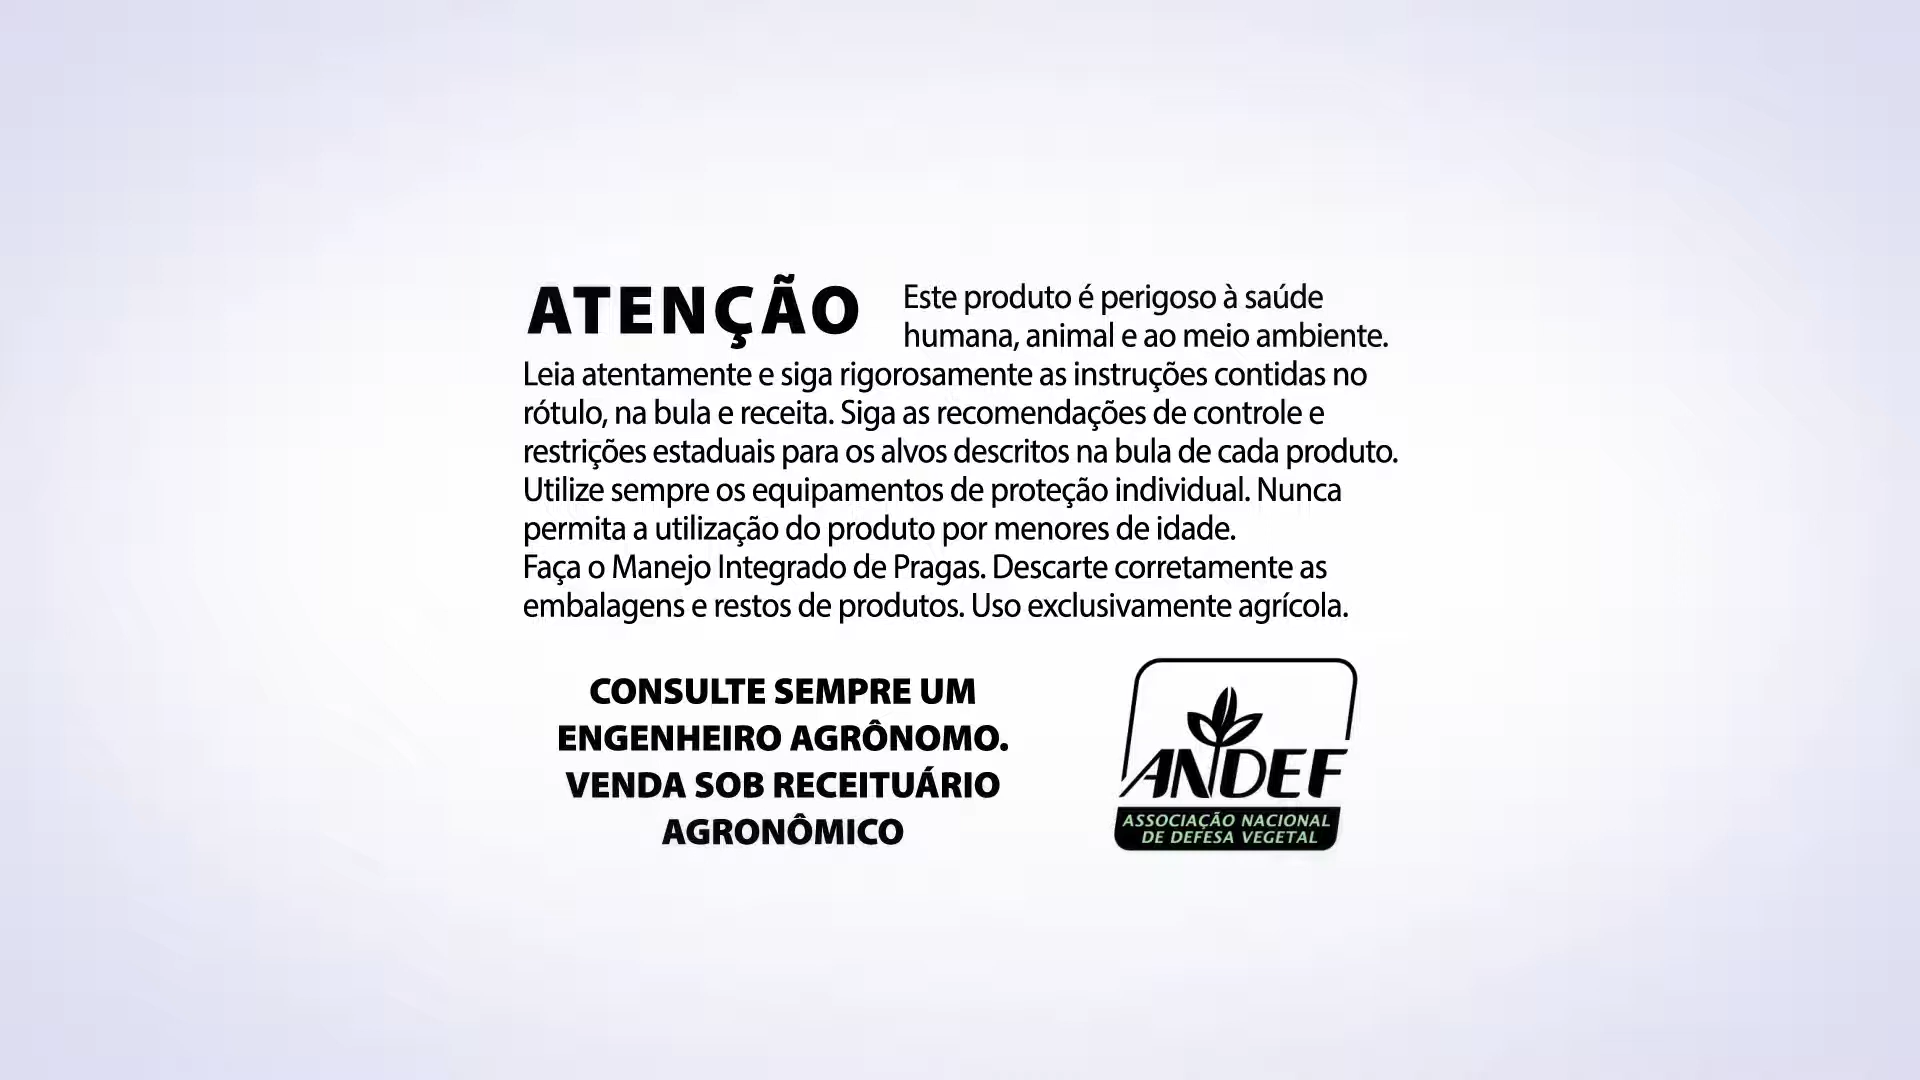 ATENÇÃO
Este produto é perigoso à saúde
humana, animal e ao meio ambiente.
Leia atentamente e siga rigorosamente as instruções contidas no
rótulo, na bula e receita. Siga as recomendações de controle e
restrições estaduais para os alvos descritos na bula de cada produto.
Utilize sempre os equipamentos de proteção individual. Nunca
permita a utilização do produto por menores de idade.
Faça o Manejo Integrado de Pragas. Descarte corretamente as
embalagens e restos de produtos. Uso exclusivamente agrícola.
CONSULTE SEMPRE UM
ENGENHEIRO AGRÔNOMO.
VENDA SOB RECEITUÁRIO
AGRONÔMICO
ANDEF
ASSOCIAÇÃO NACIONAL
DE DEFESA VEGETAL